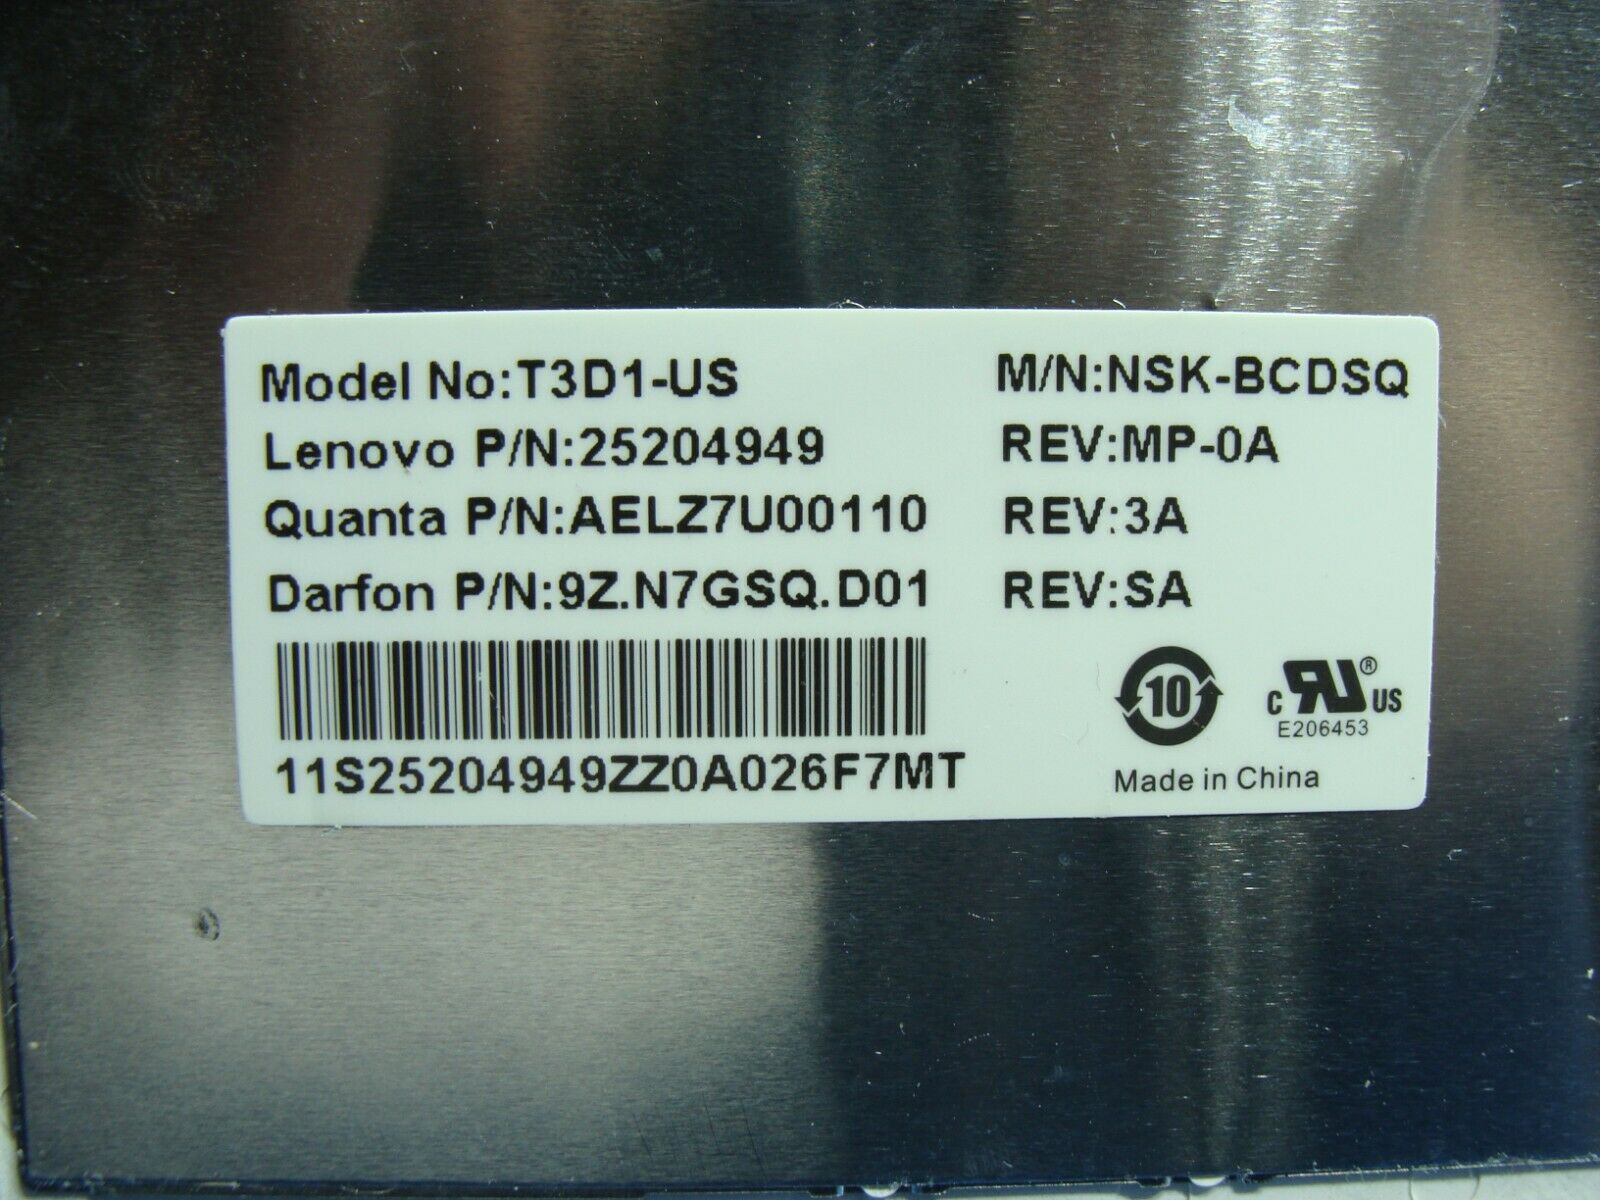 Model No:T3D1-US M/N:NSK-BCDSQ
Lenovo P/N:25204949 REV:MP-0A
Quanta P/N:AELZ7U00110 REV:3A
Darfon P/N:9Z.N7GSQ.D01 REV:SA
10 c RU® US
E206453
11S25204949ZZ0A026F7MT Made in China